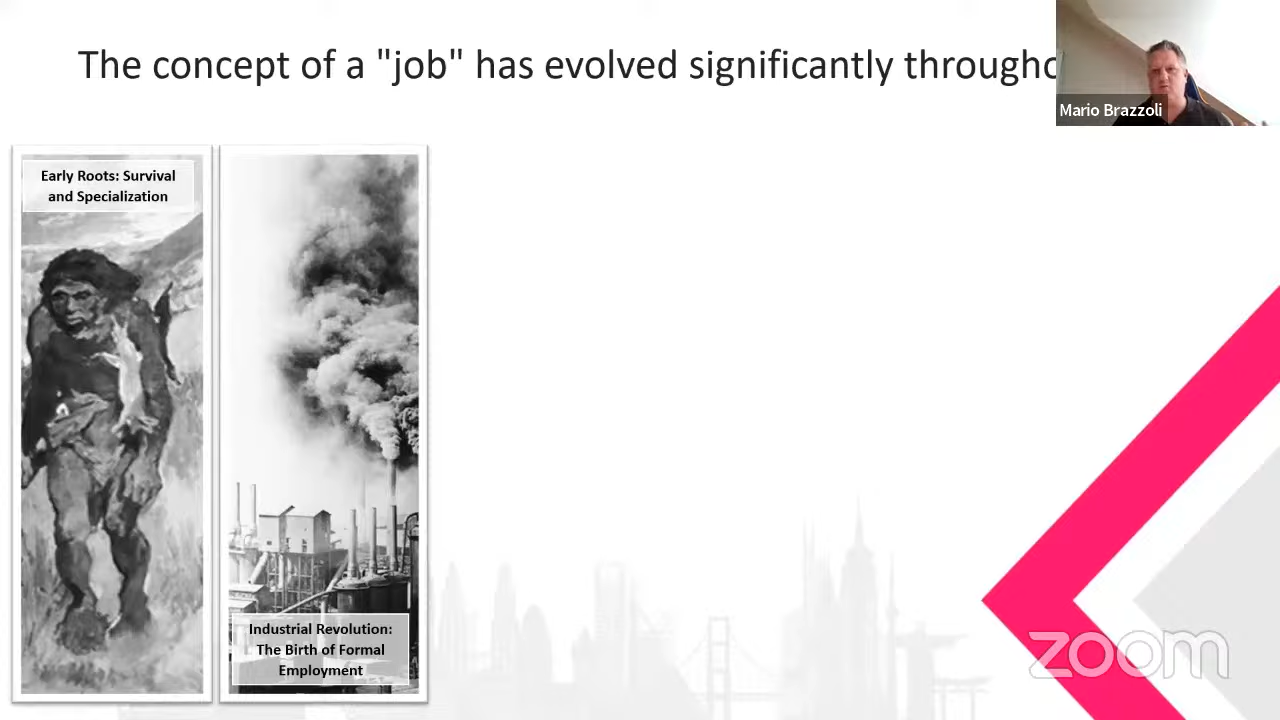 The concept of a "job" has evolved significantly throughc
Mario Brazzoli
Early Roots: Survival
and Specialization
Industrial Revolution:
The Birth of Formal
Employment
zoom